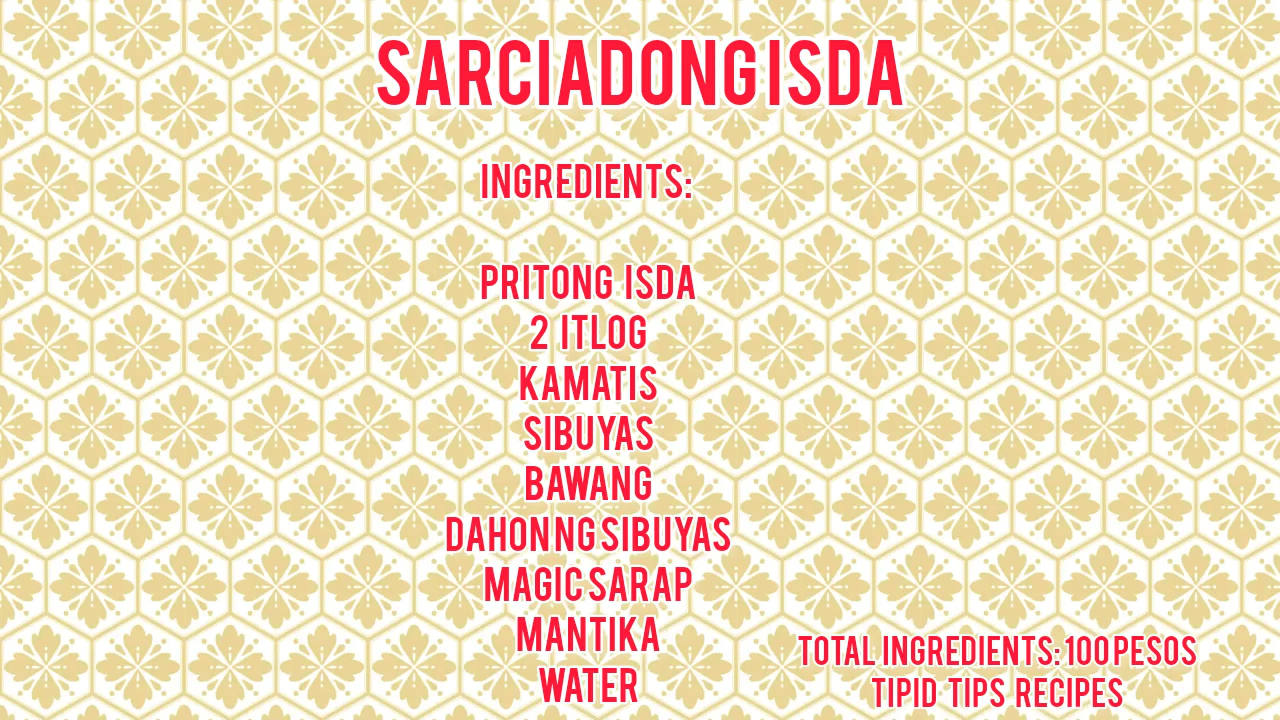 SARCIADONG ISDA
INGREDIENTS:
PRITONG ISDA
2 ITLOG
KAMATIS
SIBUYAS
BAWANG
DAHON NG SIBUYAS
MAGIC SARAP
MANTIKA
WATER
TOTAL INGREDIENTS: 100 PESOS
TIPID TIPS RECIPES